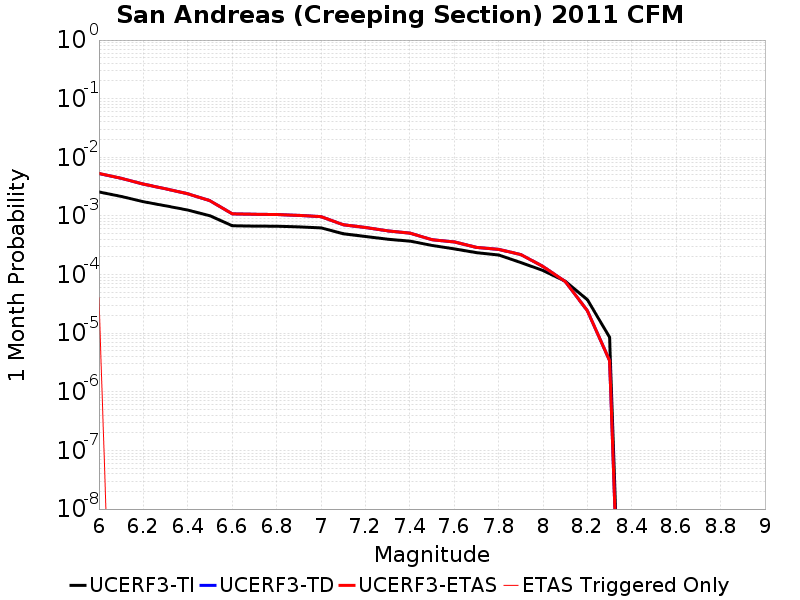 San Andreas (Creeping Section) 2011 CFM
1 Month Probability
10^0
10^-1
10^-2
10^-3
10^-4
10^-5
10^-6
10^-7
10^-8
6 6.2 6.4 6.6 6.8 7 7.2 7.4 7.6 7.8 8 8.2 8.4 8.6 8.8 9
Magnitude
UCERF3-TI UCERF3-TD UCERF3-ETAS ETAS Triggered Only